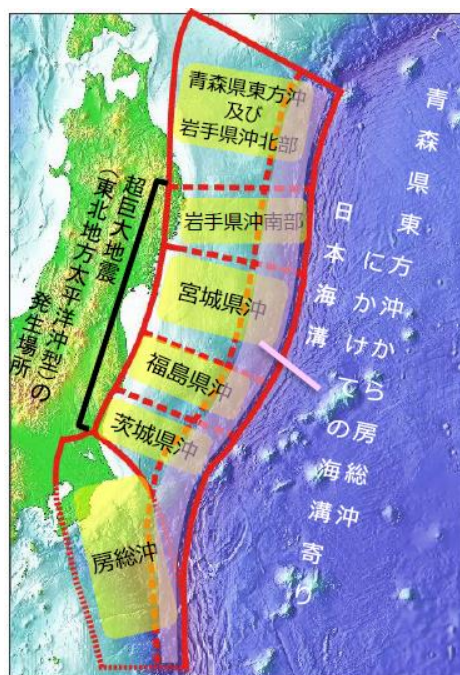 青森県東方沖
及び
岩手県沖北部
岩手県沖南部
宮城県沖
福島県沖
茨城県沖
房総沖
超巨大地震
(東北地方太平洋沖型)の
発生場所
日本海溝
青森県東方沖から房総沖
にかけての海溝寄り